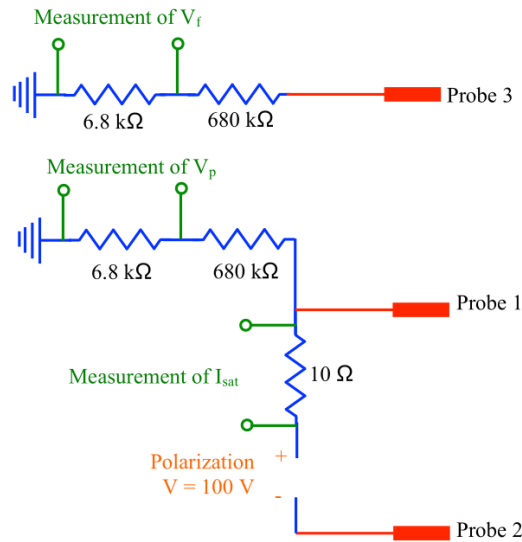 Measurement of Vf
6.8 kΩ
680 kΩ
Probe 3
Measurement of Vp
6.8 kΩ
680 kΩ
Probe 1
10 Ω
Measurement of Isat
+
Polarization
V = 100 V
-
Probe 2